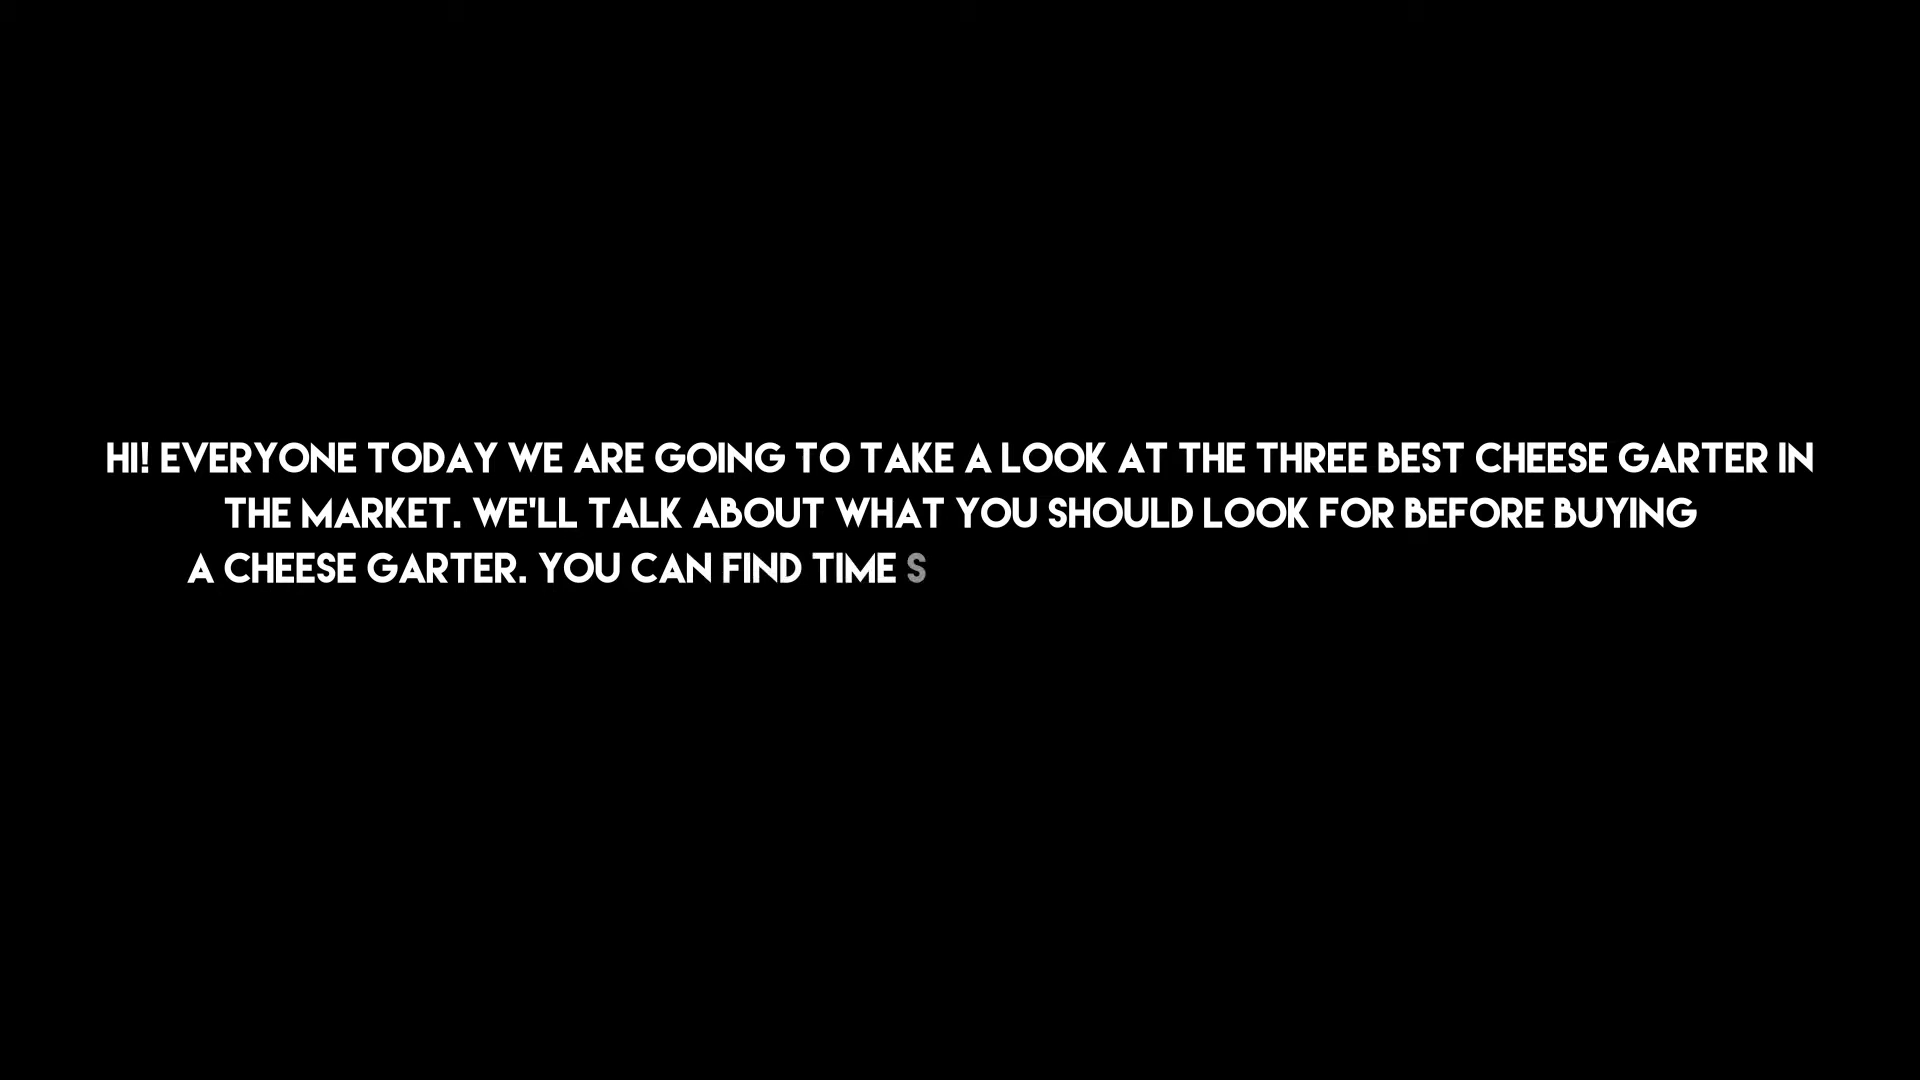 HI! EVERYONE TODAY WE ARE GOING TO TAKE A LOOK AT THE THREE BEST CHEESE GARTER IN
THE MARKET. WE'LL TALK ABOUT WHAT YOU SHOULD LOOK FOR BEFORE BUYING
A CHEESE GARTER. YOU CAN FIND TIME S